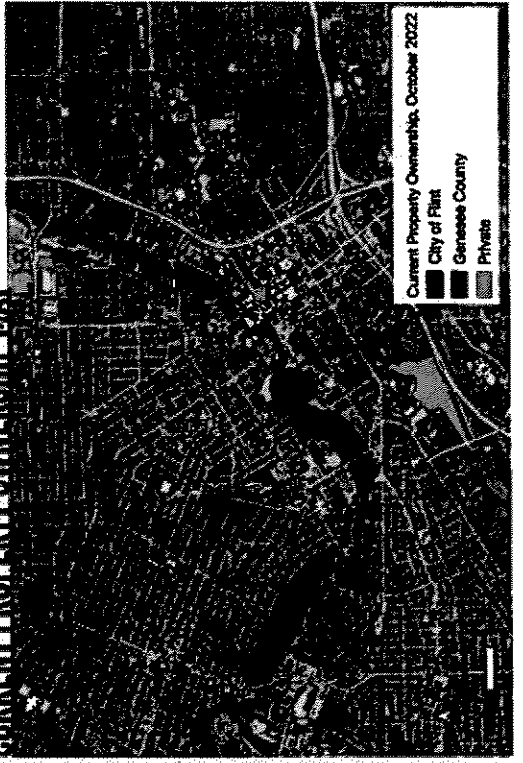 Current Property Ownership, October 2022
City of Flint
Genesee County
Private